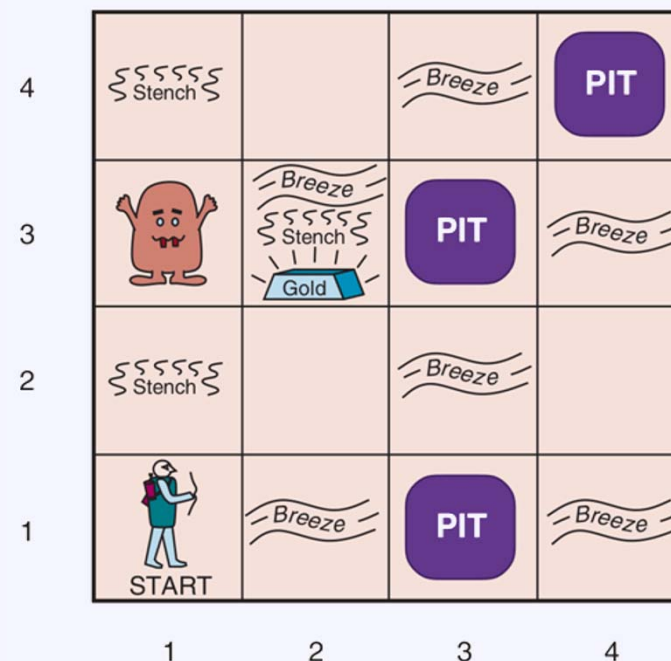 4
Stench
Breeze
PIT
3
Breeze
Stench
Gold
PIT
Breeze
2
Stench
Breeze
1
START
Breeze
PIT
Breeze
1 2 3 4